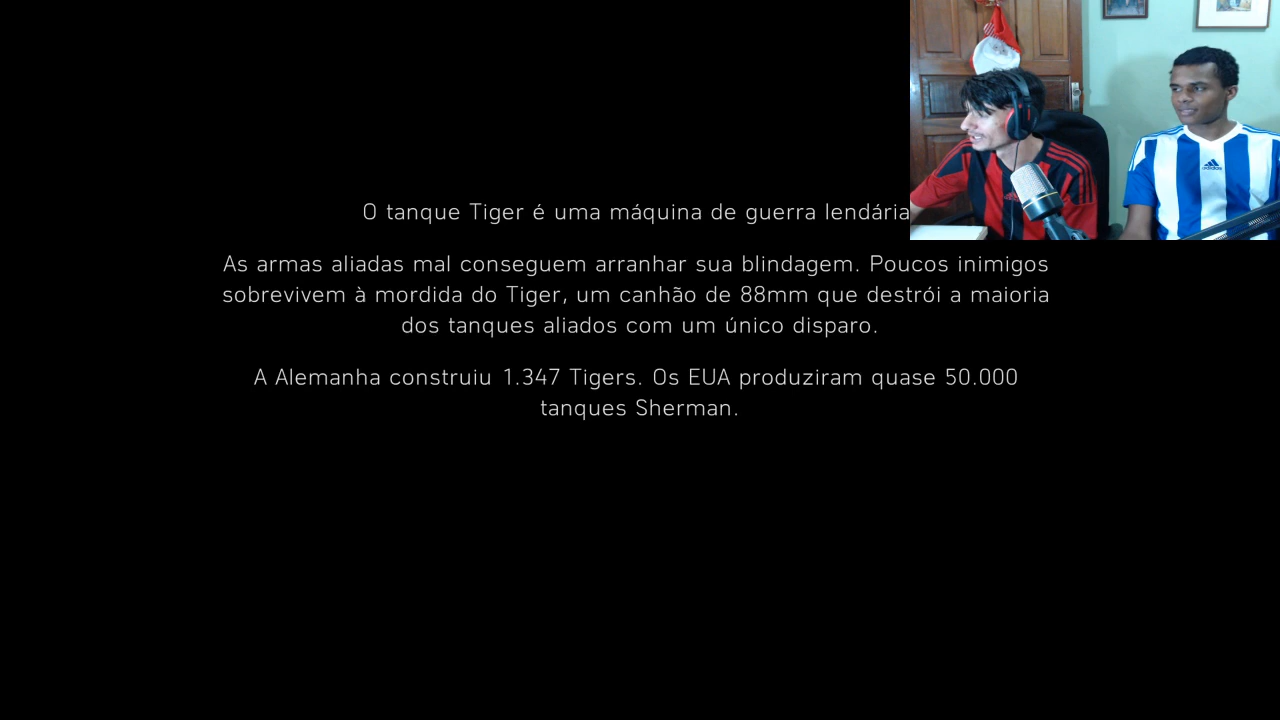 O tanque Tiger é uma máquina de guerra lendária
As armas aliadas mal conseguem arranhar sua blindagem. Poucos inimigos
sobrevivem à mordida do Tiger, um canhão de 88mm que destrói a maioria
dos tanques aliados com um único disparo.
A Alemanha construiu 1.347 Tigers. Os EUA produziram quase 50.000
tanques Sherman.
adidas